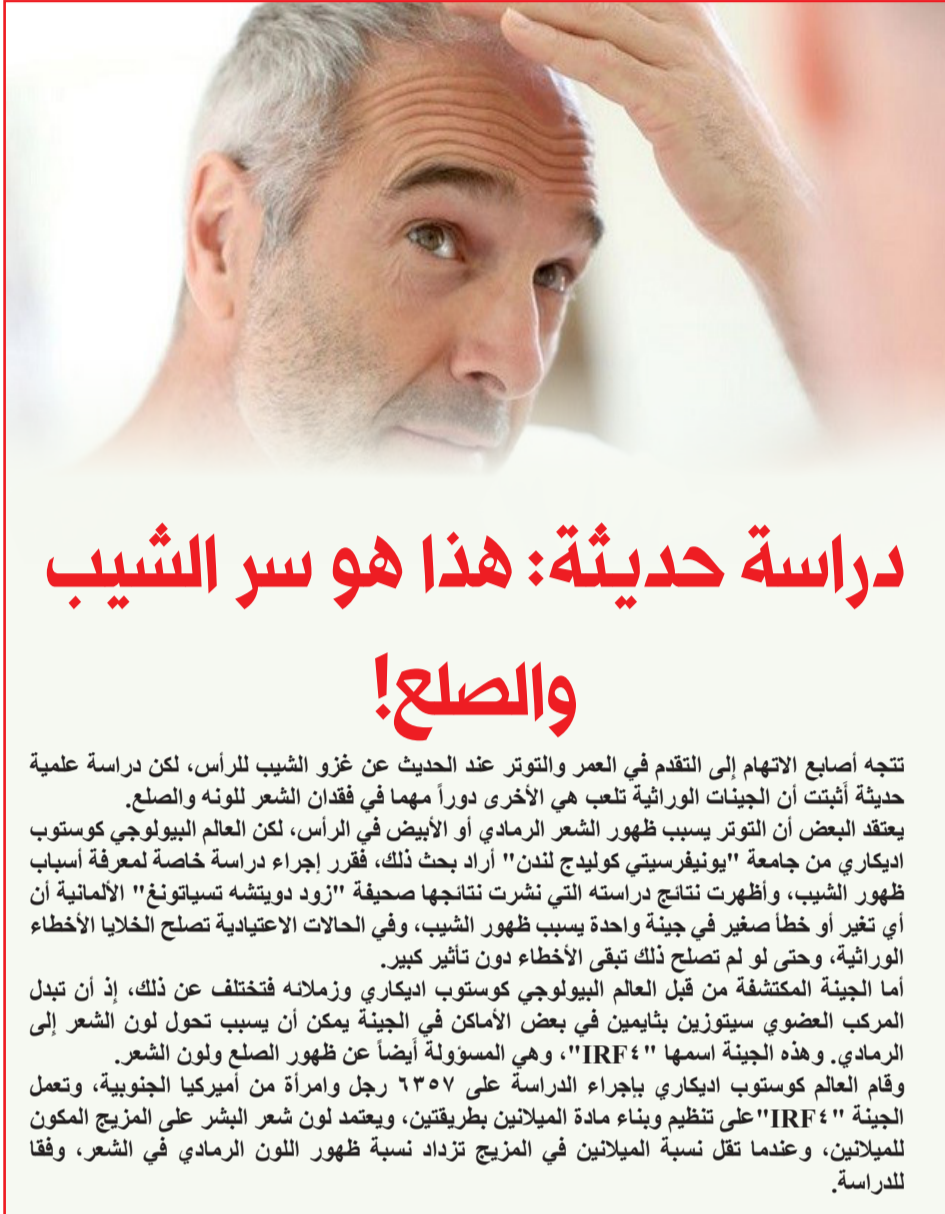 دراسة حديثة: هذا هو سر الشيب
والصلع!
تتجه أصابع الاتهام إلى التقدم في العمر والتوتر عند الحديث عن غزو الشيب للرأس، لكن دراسة علمية
حديثة أثبتت أن الجينات الوراثية تلعب هي الأخرى دوراً مهما في فقدان الشعر للونه والصلع.
يعتقد البعض أن التوتر يسبب ظهور الشعر الرمادي أو الأبيض في الرأس، لكن العالم البيولوجي كوستوب
اديكاري من جامعة "يونيفرسيتي كوليدج لندن" أراد بحث ذلك، فقرر إجراء دراسة خاصة لمعرفة أسباب
ظهور الشيب، وأظهرت نتائج دراسته التي نشرت نتائجها صحيفة "زود دويتشه تسياتونغ" الألمانية أن
أي تغير أو خطأ صغير في جينة واحدة يسبب ظهور الشيب، وفي الحالات الاعتيادية تصلح الخلايا الأخطاء
الوراثية، وحتى لو لم تصلح ذلك تبقى الأخطاء دون تأثير كبير.
أما الجينة المكتشفة من قبل العالم البيولوجي كوستوب اديكاري وزملائه فتختلف عن ذلك، إذ أن تبدل
المركب العضوي سيتوزين بثايمين في بعض الأماكن في الجينة يمكن أن يسبب تحول لون الشعر إلى
الرمادي. وهذه الجينة اسمها "IRF٤"، وهي المسؤولة أيضاً عن ظهور الصلع ولون الشعر.
وقام العالم كوستوب اديكاري بإجراء الدراسة على ٦٣٥٧ رجل وامرأة من أميركيا الجنوبية، وتعمل
الجينة "IRF٤"على تنظيم وبناء مادة الميلانين بطريقتين، ويعتمد لون شعر البشر على المزيج المكون
للميلانين، وعندما تقل نسبة الميلانين في المزيج تزداد نسبة ظهور اللون الرمادي في الشعر، وفقا
للدراسة.